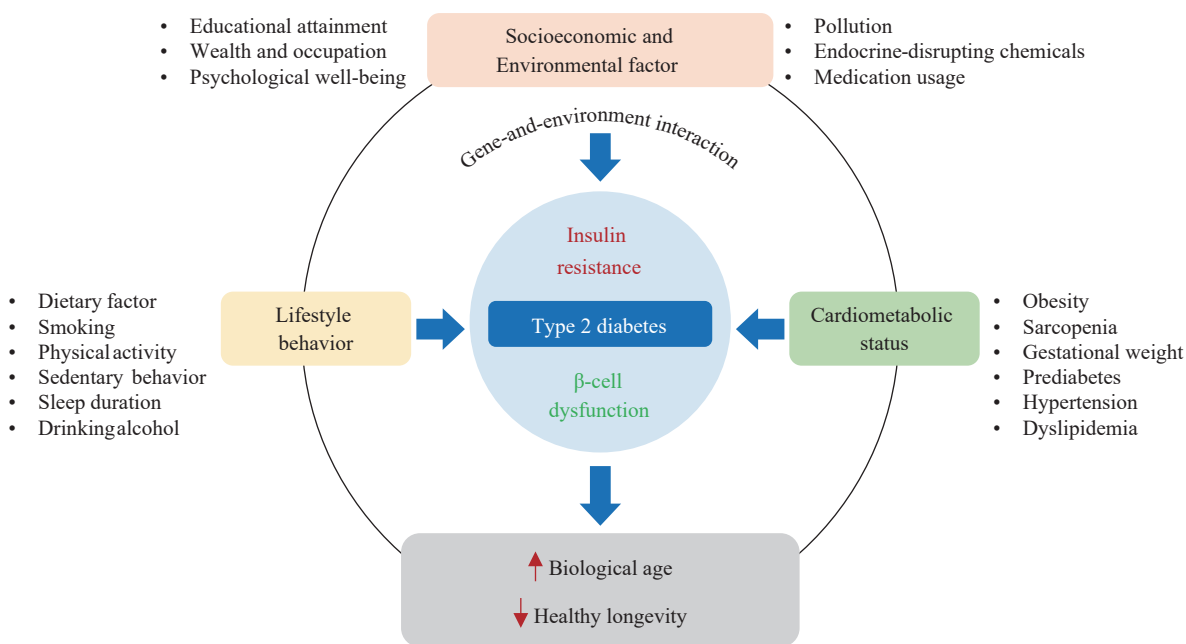 • Educational attainment
• Wealth and occupation
• Psychological well-being
Socioeconomic and
Environmental factor
• Pollution
• Endocrine-disrupting chemicals
• Medication usage
Gene-and-environment interaction
Insulin
resistance
• Dietary factor
• Smoking
• Physical activity
• Sedentary behavior
• Sleep duration
• Drinking alcohol
Lifestyle
behavior
Type 2 diabetes
Cardiometabolic
status
• Obesity
• Sarcopenia
• Gestational weight
• Prediabetes
• Hypertension
• Dyslipidemia
β-cell
dysfunction
Biological age
Healthy longevity